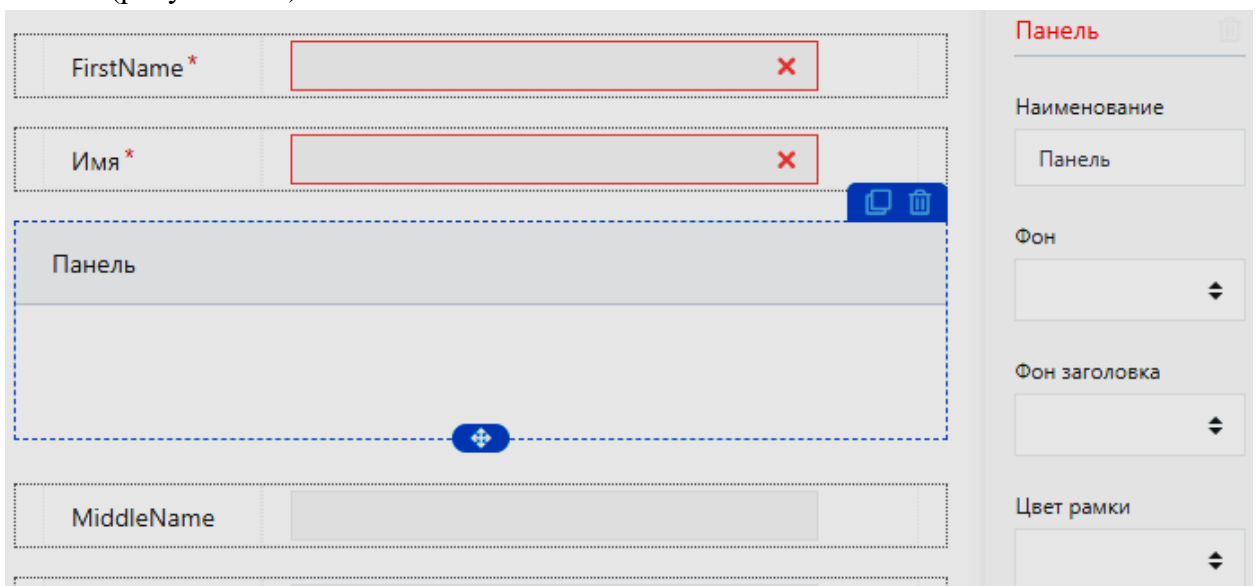 FirstName*
Имя*
Панель
MiddleName
Панель
Наименование
Панель
Фон
Фон заголовка
Цвет рамки